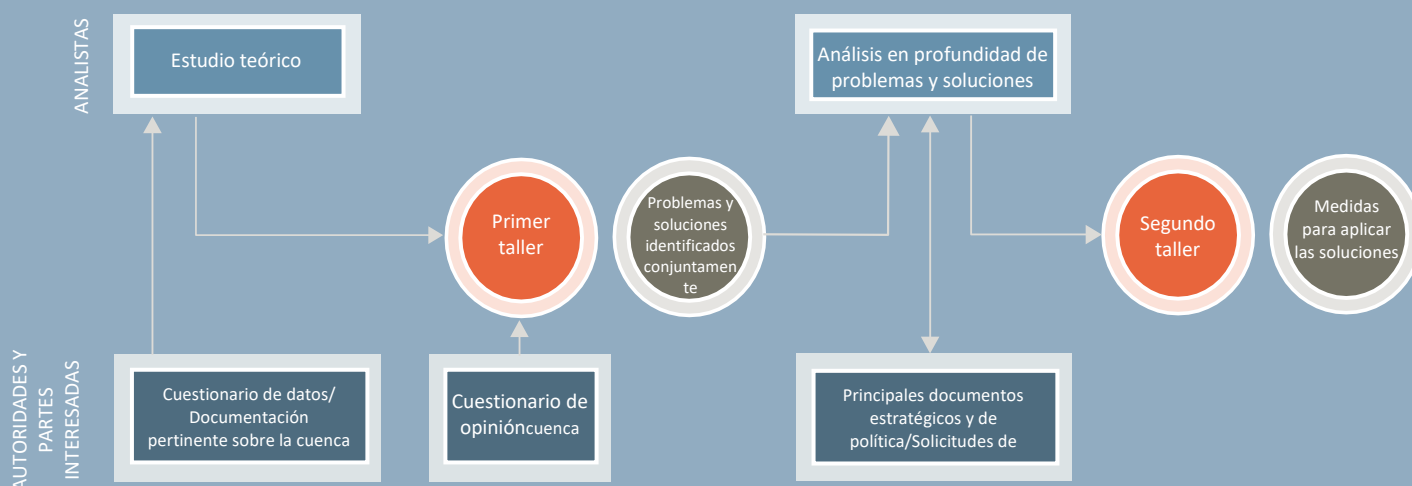 ANALISTAS
Estudio teórico
Análisis en profundidad de
problemas y soluciones
Primer
taller
Problemas y
soluciones
identificados
conjuntamen
te
Segundo
taller
Medidas
para aplicar
las soluciones
AUTORIDADES Y
PARTES
INTERESADAS
Cuestionario de datos/
Documentación
pertinente sobre la cuenca
Cuestionario de
opinióncuenca
Principales documentos
estratégicos y de
política/Solicitudes de